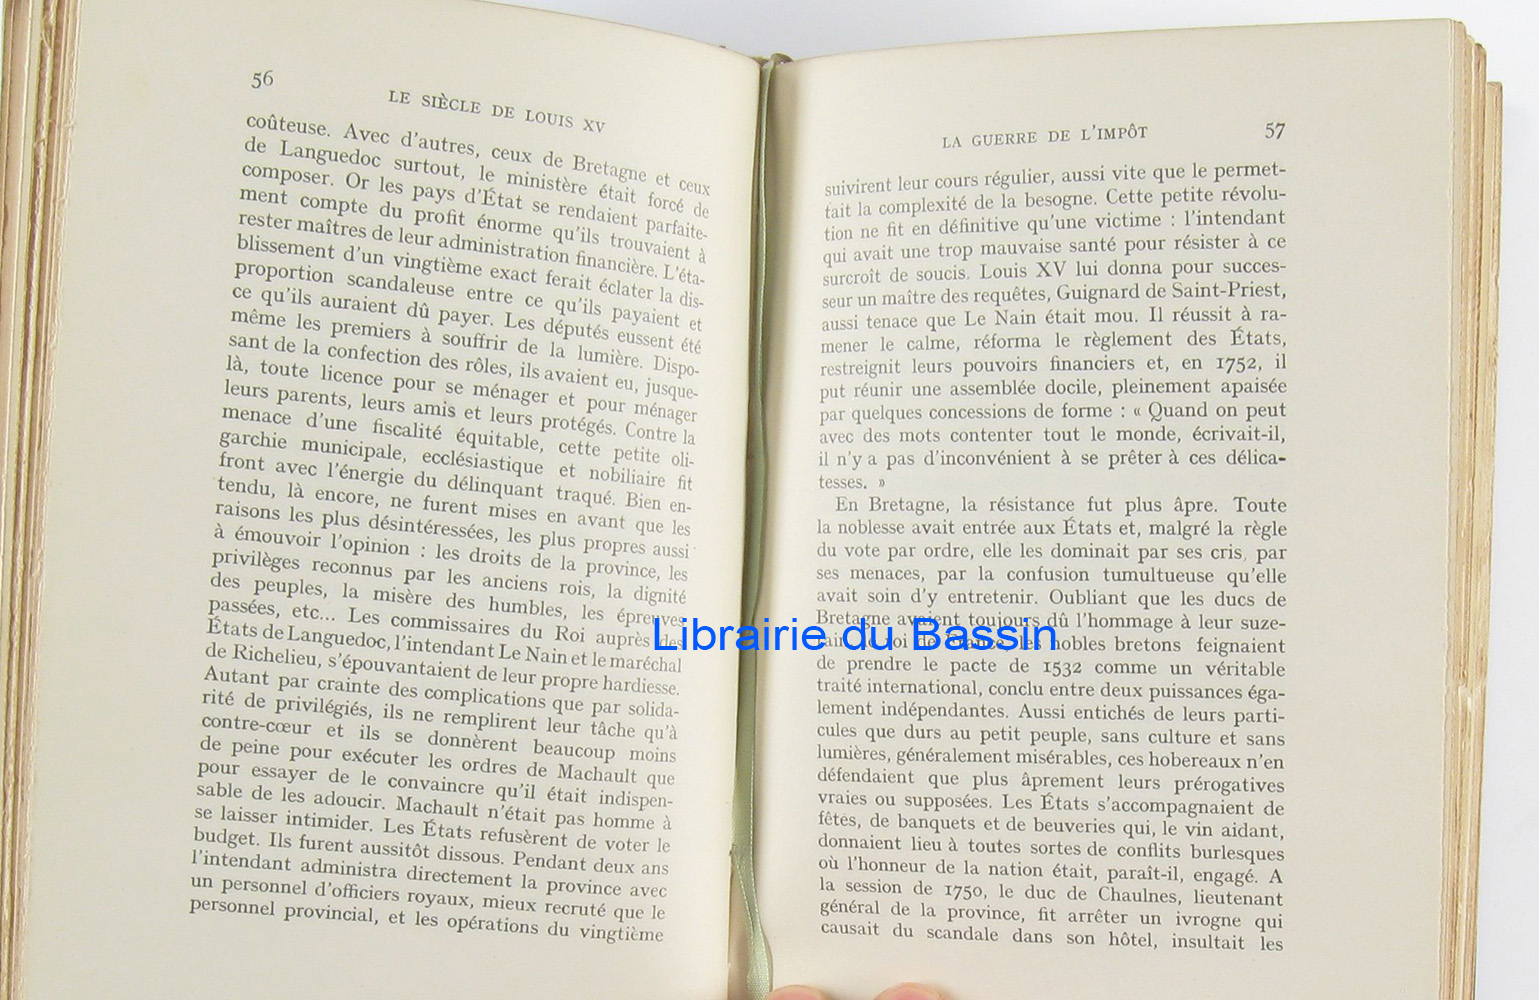 56
LE SIÈCLE DE LOUIS XV
coûteuse. Avec d'autres, ceux de Bretagne et ceux
de Languedoc surtout, le ministère était forcé de
composer. Or les pays d'État se rendaient parfaite-
ment compte du profit énorme qu'ils trouvaient à
rester maîtres de leur administration financière. L'éta-
blissement d'un vingtième exact ferait éclater la dis-
proportion scandaleuse entre ce qu'ils payaient et
ce qu'ils auraient dû payer. Les députés eussent été
même les premiers à souffrir de la lumière. Dispo-
sant de la confection des rôles, ils avaient eu, jusque-
là, toute licence pour se ménager et pour ménager
leurs parents, leurs amis et leurs protégés. Contre la
menace d'une fiscalité équitable, cette petite oli-
garchie municipale, ecclésiastique et nobiliaire fit
front avec l'énergie du délinquant traqué. Bien en-
tendu, là encore, ne furent mises en avant que les
raisons les plus désintéressées, les plus propres aussi
à émouvoir l'opinion : les droits de la province, les
privilèges reconnus par les anciens rois, la dignité
des peuples, la misère des humbles, les épreuves
passées, etc... Les commissaires du Roi auprès des
États de Languedoc, l'intendant Le Nain et le maréchal
de Richelieu, s'épouvantaient de leur propre hardiesse.
Autant par crainte des complications que par solida-
rité de privilégiés, ils ne remplirent leur tâche qu'à
contre-cœur et ils se donnèrent beaucoup moins
de peine pour exécuter les ordres de Machault que
pour essayer de le convaincre qu'il était indispen-
sable de les adoucir. Machault n'était pas homme à
se laisser intimider. Les États refusèrent de voter le
budget. Ils furent aussitôt dissous. Pendant deux ans
l'intendant administra directement la province avec
un personnel d'officiers royaux, mieux recruté que le
personnel provincial, et les opérations du vingtième
LA GUERRE DE L'IMPÔT
57
suivirent leur cours régulier, aussi vite que le permet-
tait la complexité de la besogne. Cette petite révolu-
tion ne fit en définitive qu'une victime : l'intendant
qui avait une trop mauvaise santé pour résister à ce
surcroît de soucis. Louis XV lui donna pour succes-
seur un maître des requêtes, Guignard de Saint-Priest,
aussi tenace que Le Nain était mou. Il réussit à ra-
mener le calme, réforma le règlement des États,
restreignit leurs pouvoirs financiers et, en 1752, il
put réunir une assemblée docile, pleinement apaisée
par quelques concessions de forme : « Quand on peut
avec des mots contenter tout le monde, écrivait-il,
il n'y a pas d'inconvénient à se prêter à ces délica-
tesses. »
En Bretagne, la résistance fut plus âpre. Toute
la noblesse avait entrée aux États et, malgré la règle
du vote par ordre, elle les dominait par ses cris, par
ses menaces, par la confusion tumultueuse qu'elle
avait soin d'y entretenir. Oubliant que les ducs de
Bretagne avaient toujours dû l'hommage à leur suze-
rain le roi de France, les nobles bretons feignaient
de prendre le pacte de 1532 comme un véritable
traité international, conclu entre deux puissances éga-
lement indépendantes. Aussi entichés de leurs parti-
cules que durs au petit peuple, sans culture et sans
lumières, généralement misérables, ces hobereaux n'en
défendaient que plus âprement leurs prérogatives
vraies ou supposées. Les États s'accompagnaient de
fêtes, de banquets et de beuveries qui, le vin aidant,
donnaient lieu à toutes sortes de conflits burlesques
où l'honneur de la nation était, paraît-il, engagé. A
la session de 1750, le duc de Chaulnes, lieutenant
général de la province, fit arrêter un ivrogne qui
causait du scandale dans son hôtel, insultait les
Librairie du Bassin